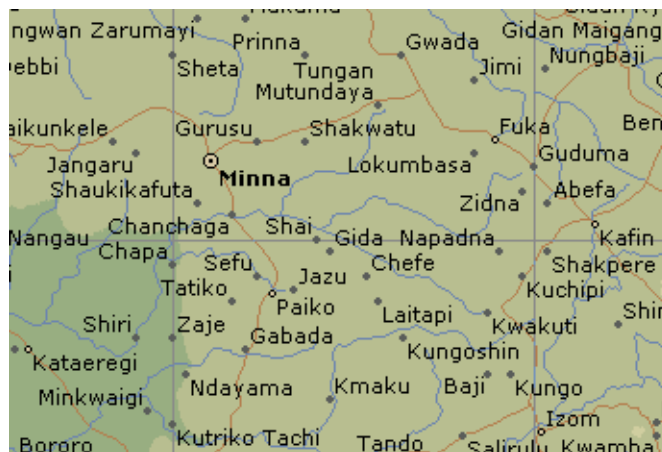 ngwan Zarumayi
Prinna
Gwada
Gidan Maigang
Nungbaji
Sheta
Tungan
Mutundaya
Jimi
Gurusu
Shakwatu
Fuka
Ben
Jangaru
Minna
Lokumbasa
Guduma
Shaukikafuta
Zidna
Abefa
Chanchaga
Shai
Nangau
Chapa
Gida
Napadna
Kafin
Sefu
Jazu
Chefe
Shakpere
Tatiko
Paiko
Kuchipi
Laitapi
Shir
Shiri
Zaje
Gabada
Kwakuti
Kungoshin
Kataeregi
Ndayama
Kmaku
Baji
Kungo
Minkwaigi
Izom
Bororo
Kutriko Tachi
Tando
Salirulu
Kwamba